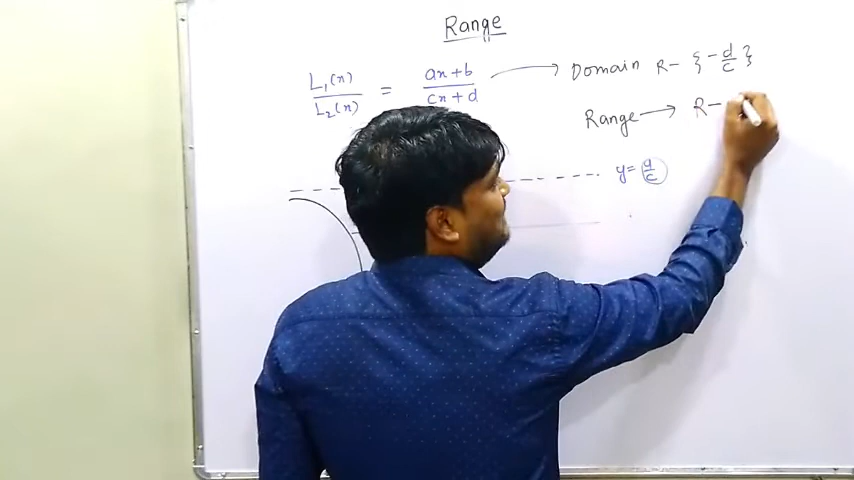 Range
L₁(x) / L₂(x) = (ax+b) / (cx+d) → Domain R- {-d/c}
Range → R-
y= a/c